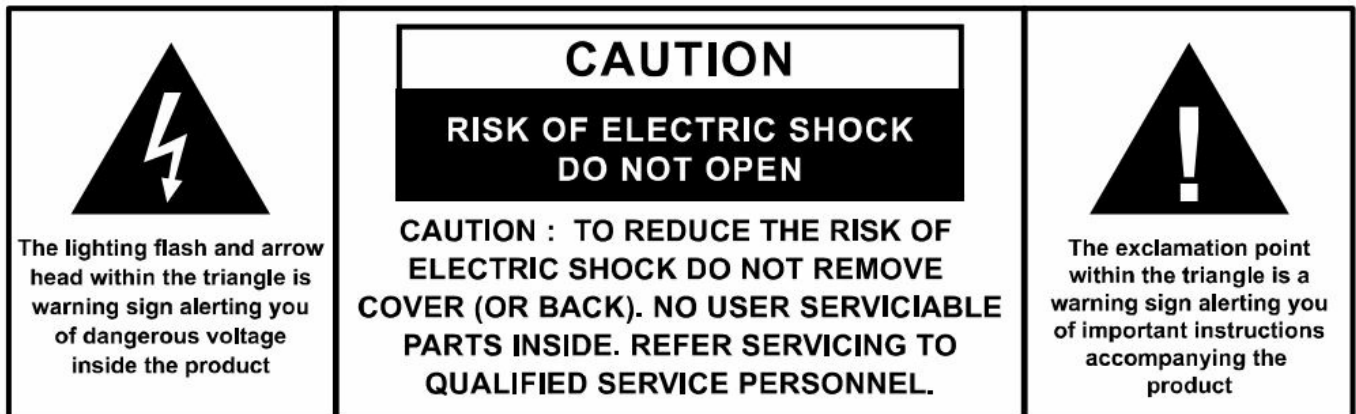 The lighting flash and arrow
head within the triangle is
warning sign alerting you
of dangerous voltage
inside the product
CAUTION
RISK OF ELECTRIC SHOCK
DO NOT OPEN
CAUTION : TO REDUCE THE RISK OF
ELECTRIC SHOCK DO NOT REMOVE
COVER (OR BACK). NO USER SERVICIABLE
PARTS INSIDE. REFER SERVICING TO
QUALIFIED SERVICE PERSONNEL.
!
The exclamation point
within the triangle is a
warning sign alerting you
of important instructions
accompanying the
product